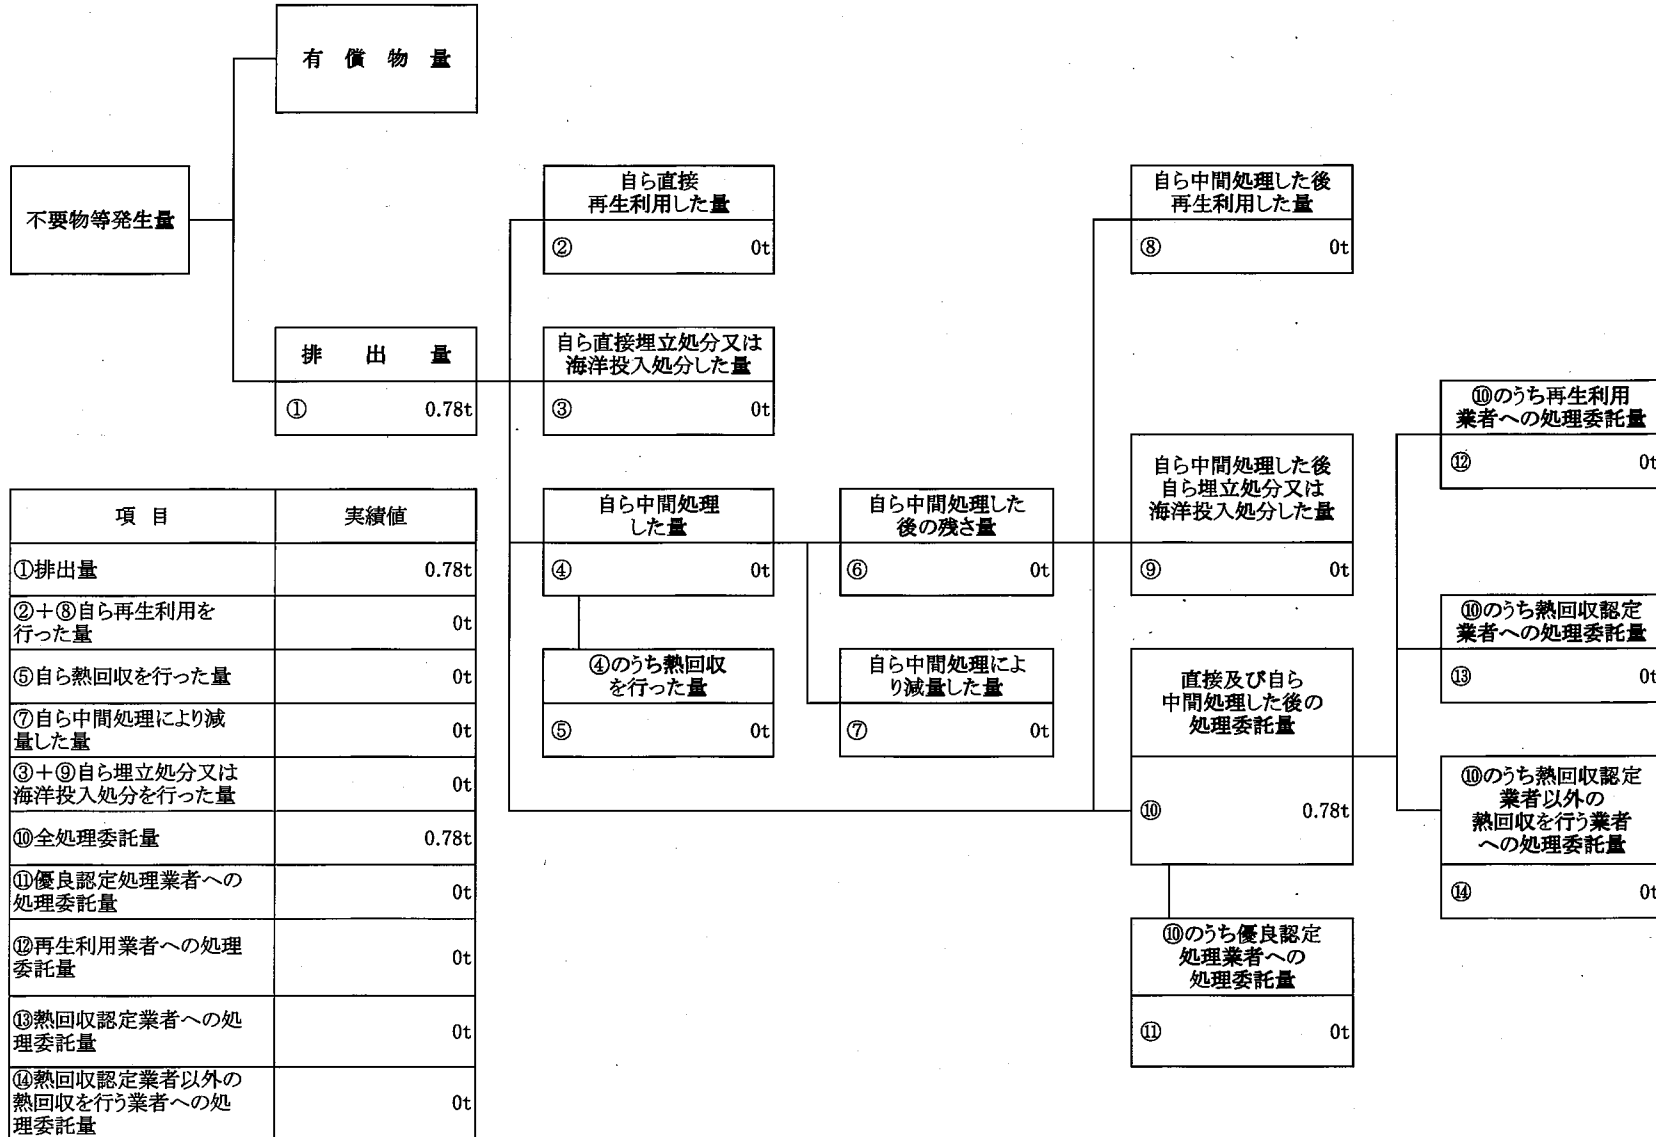 有償物量
不要物等発生量
排出量
① 0.78t
自ら直接
再生利用した量
② 0t
自ら直接埋立処分又は
海洋投入処分した量
③ 0t
自ら中間処理
した量
④ 0t
④のうち熱回収
を行った量
⑤ 0t
自ら中間処理した
後の残さ量
⑥ 0t
自ら中間処理によ
り減量した量
⑦ 0t
自ら中間処理した後
再生利用した量
⑧ 0t
自ら中間処理した後
自ら埋立処分又は
海洋投入処分した量
⑨ 0t
直接及び自ら
中間処理した後の
処理委託量
⑩ 0.78t
⑩のうち優良認定
処理業者への
処理委託量
⑪ 0t
⑩のうち再生利用
業者への処理委託量
⑫ 0t
⑩のうち熱回収認定
業者への処理委託量
⑬ 0t
⑩のうち熱回収認定
業者以外の
熱回収を行う業者
への処理委託量
⑭ 0t
項目 実績値
①排出量 0.78t
②+⑧自ら再生利用を
行った量 0t
⑤自ら熱回収を行った量 0t
⑦自ら中間処理により減
量した量 0t
③+⑨自ら埋立処分又は
海洋投入処分を行った量 0t
⑩全処理委託量 0.78t
⑪優良認定処理業者への
処理委託量 0t
⑫再生利用業者への処理
委託量 0t
⑬熱回収認定業者への処
理委託量 0t
⑭熱回収認定業者以外の
熱回収を行う業者への処
理委託量 0t